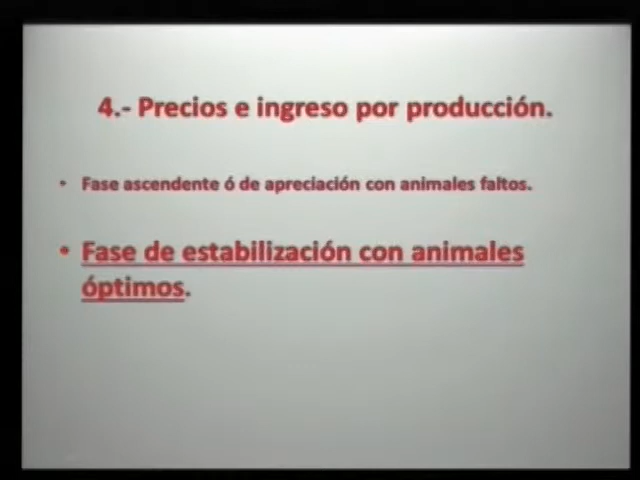 4.- Precios e ingreso por producción.
• Fase ascendente ó de apreciación con animales faltos.
• Fase de estabilización con animales
óptimos.